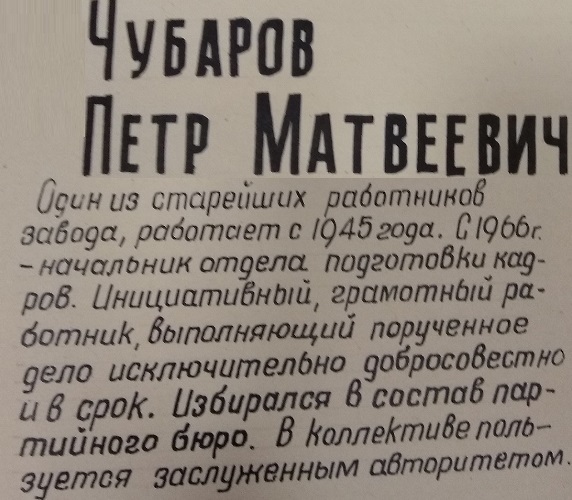 Чубаров
Петр Матвеевич
Один из старейших работников
завода, работает с 1945 года. С 1966 г.
- начальник отдела подготовки кад-
ров. Инициативный, грамотный ра-
ботник, выполняющий порученное
дело исключительно добросовестно
и в срок. Избирался в состав пар-
тийного бюро. В коллективе поль-
зуется заслуженным авторитетом.